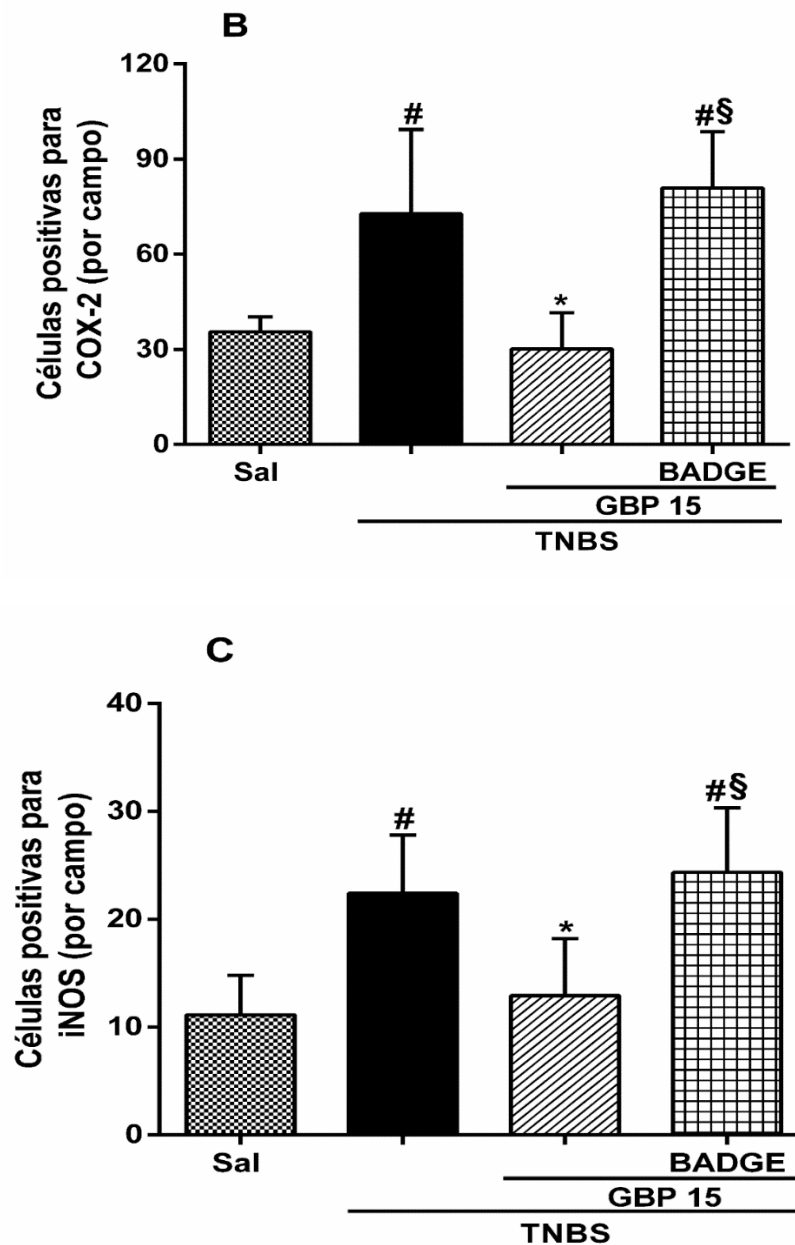 B
Células positivas para
COX-2 (por campo)
120
90
60
30
0
#
*
#§
Sal
BADGE
GBP 15
TNBS
C
Células positivas para
iNOS (por campo)
40
30
20
10
0
#
*
#§
Sal
BADGE
GBP 15
TNBS